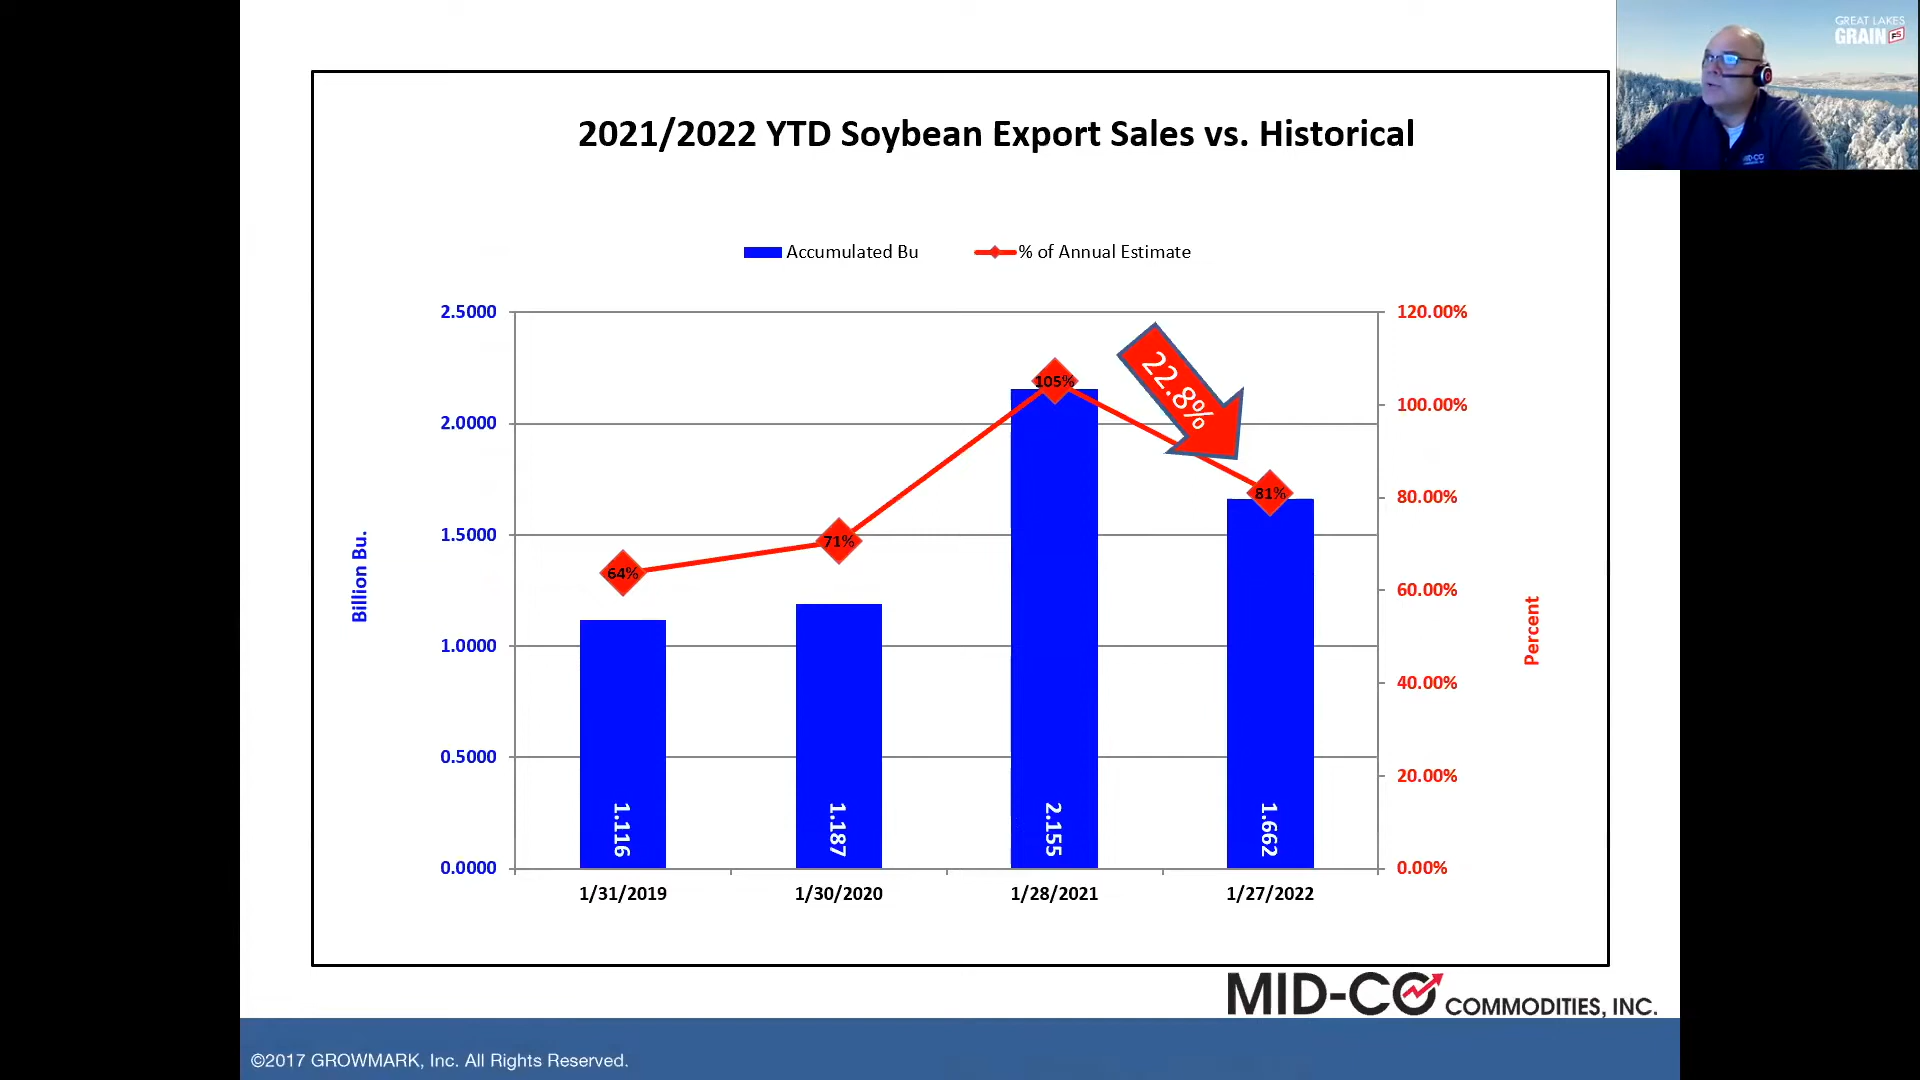 GREAT LAKES
GRAIN FS
MID-CO
2021/2022 YTD Soybean Export Sales vs. Historical
Accumulated Bu
% of Annual Estimate
2.5000
2.0000
1.5000
1.0000
0.5000
0.0000
Billion Bu.
120.00%
100.00%
80.00%
60.00%
40.00%
20.00%
0.00%
Percent
64%
71%
105%
81%
22.8%
1.116
1.187
2.155
1.662
1/31/2019
1/30/2020
1/28/2021
1/27/2022
MID-CO COMMODITIES, INC.
©2017 GROWMARK, Inc. All Rights Reserved.